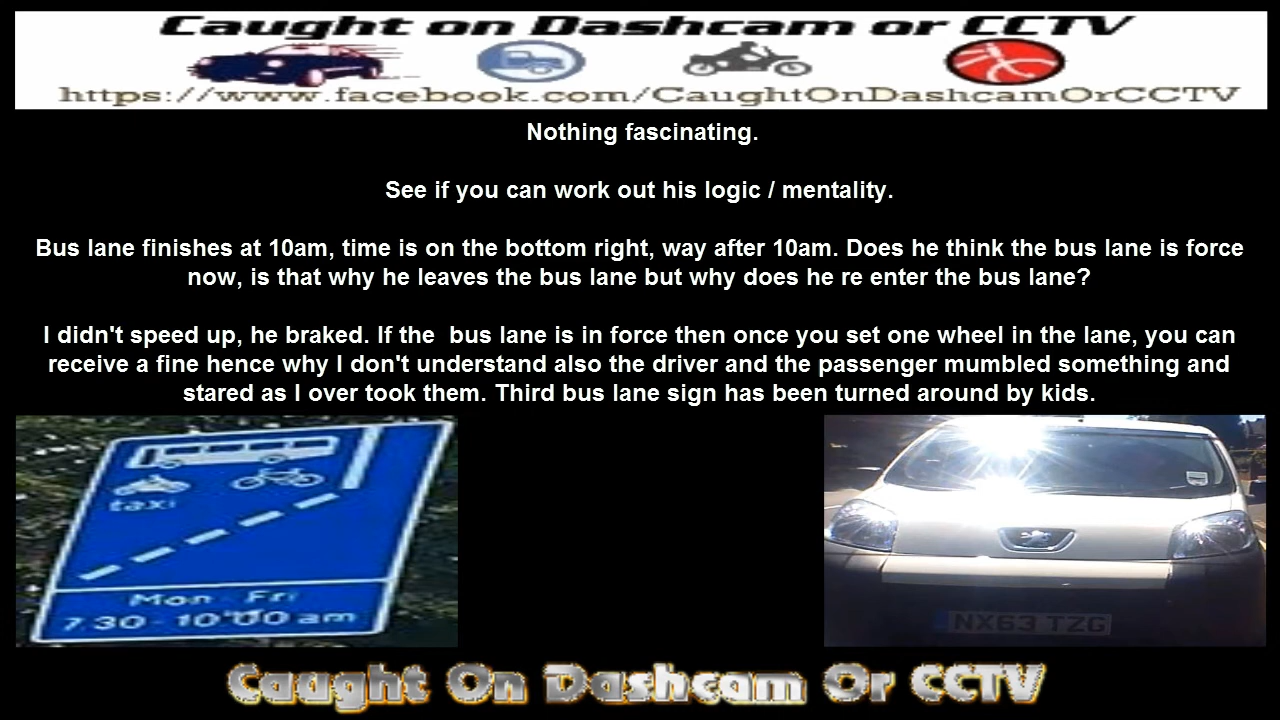 Caught on Dashcam or CCTV
https://www.facebook.com/CaughtOnDashcamOrCCTV
Nothing fascinating.
See if you can work out his logic / mentality.
Bus lane finishes at 10am, time is on the bottom right, way after 10am. Does he think the bus lane is force
now, is that why he leaves the bus lane but why does he re enter the bus lane?
I didn't speed up, he braked. If the  bus lane is in force then once you set one wheel in the lane, you can
receive a fine hence why I don't understand also the driver and the passenger mumbled something and
stared as I over took them. Third bus lane sign has been turned around by kids.
taxi
Mon - Fri
7.30 - 10.00 am
NX63 TZG
Caught On Dashcam Or CCTV